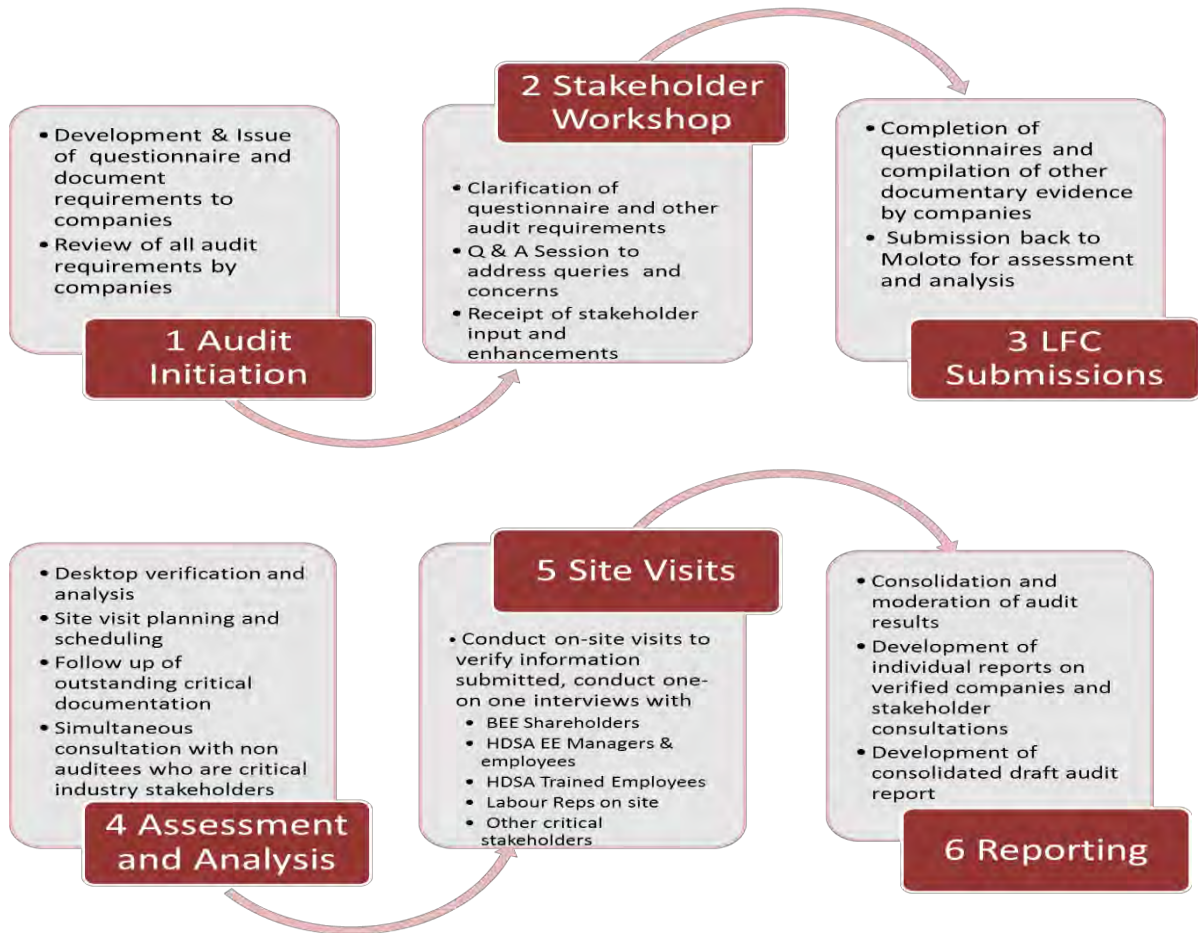 • Development & Issue
of questionnaire and
document
requirements to
companies
• Review of all audit
requirements by
companies
1 Audit
Initiation
2 Stakeholder
Workshop
• Clarification of
questionnaire and other
audit requirements
• Q & A Session to
address queries and
concerns
• Receipt of stakeholder
input and
enhancements
• Completion of
questionnaires and
compilation of other
documentary evidence
by companies
• Submission back to
Moloto for assessment
and analysis
3 LFC
Submissions
• Desktop verification and
analysis
• Site visit planning and
scheduling
• Follow up of
outstanding critical
documentation
• Simultaneous
consultation with non
auditees who are critical
industry stakeholders
4 Assessment
and Analysis
5 Site Visits
• Conduct on-site visits to
verify information
submitted, conduct one-
on one interviews with
• BEE Shareholders
• HDSA EE Managers &
employees
• HDSA Trained Employees
• Labour Reps on site
• Other critical
stakeholders
• Consolidation and
moderation of audit
results
• Development of
individual reports on
verified companies and
stakeholder
consultations
• Development of
consolidated draft audit
report
6 Reporting